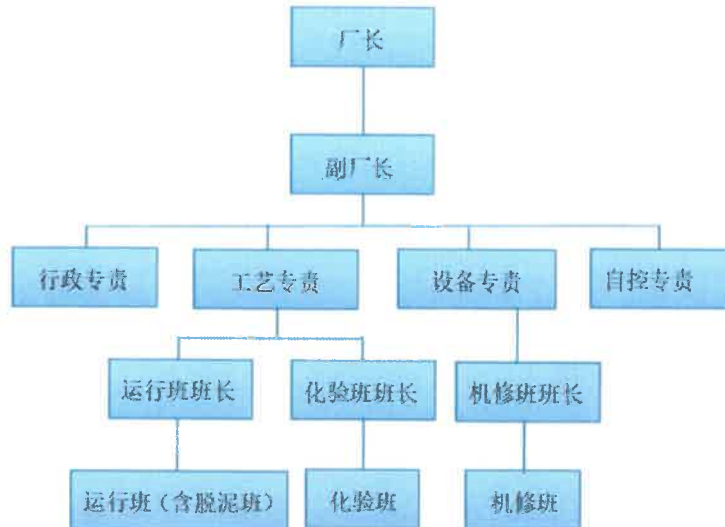 厂长
副厂长
行政专责
工艺专责
设备专责
自控专责
运行班班长
化验班班长
机修班班长
运行班（含脱泥班）
化验班
机修班